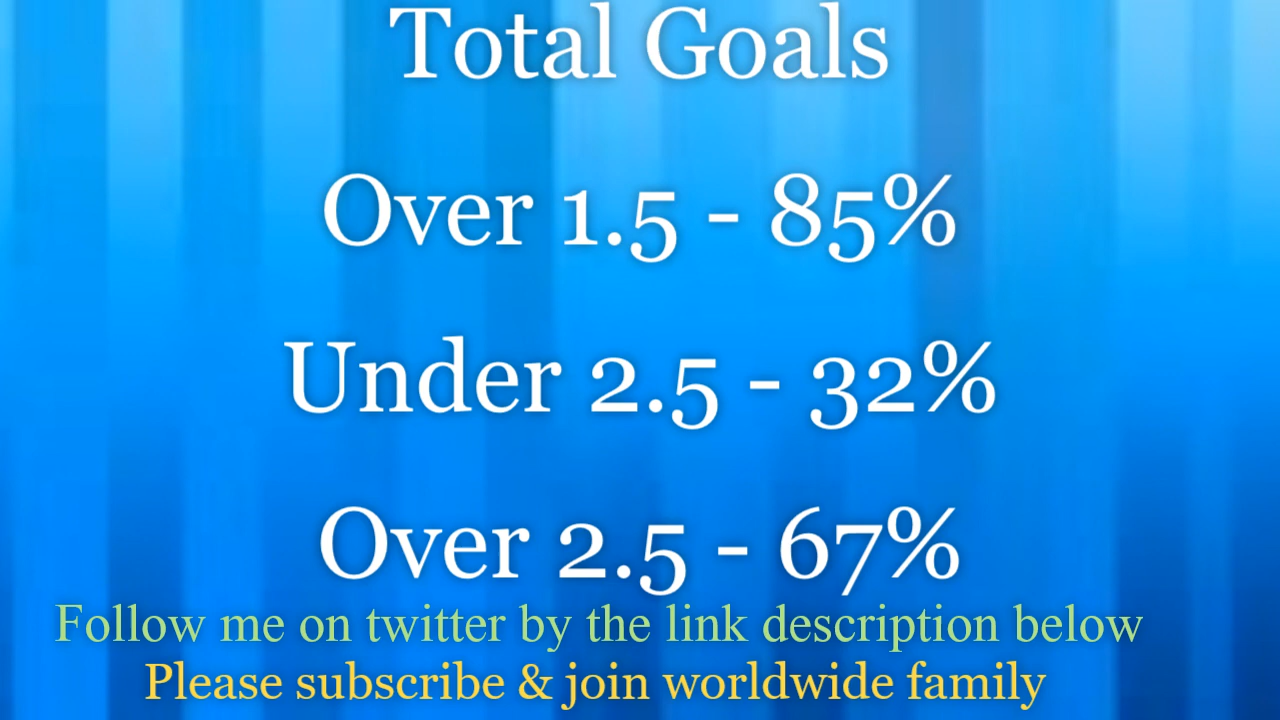 Total Goals
Over 1.5 - 85%
Under 2.5 - 32%
Over 2.5 - 67%
Follow me on twitter by the link description below
Please subscribe & join worldwide family